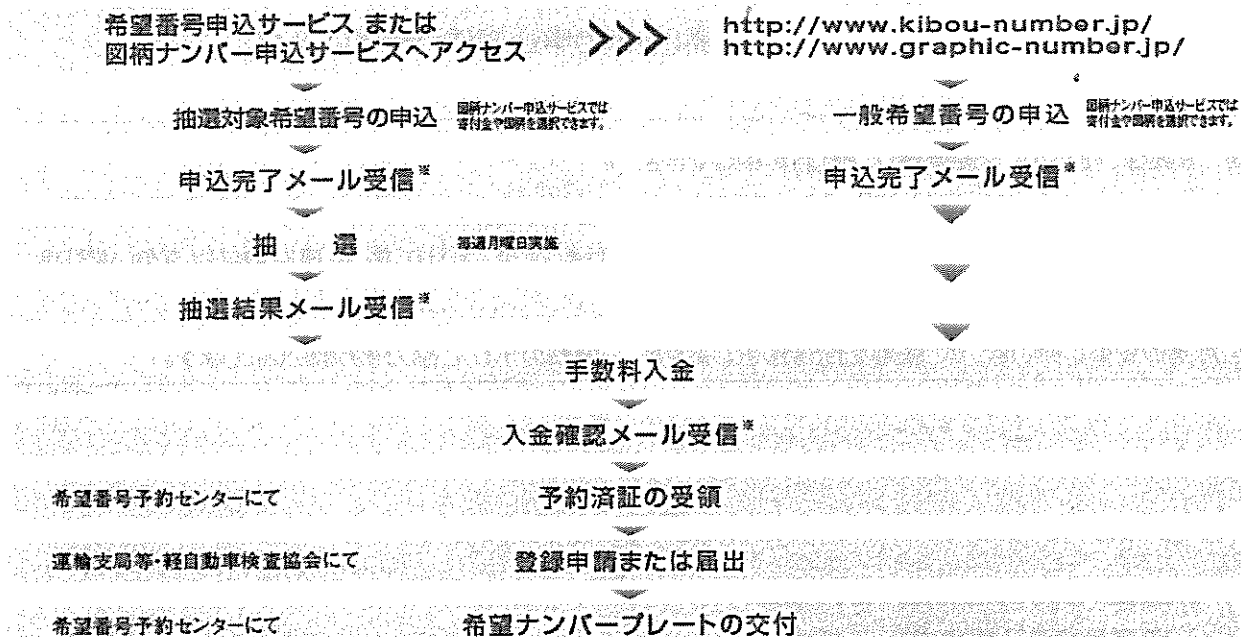 希望番号申込サービス または
図柄ナンバー申込サービスへアクセス
>>>
http://www.kibou-number.jp/
http://www.graphic-number.jp/
抽選対象希望番号の申込
図柄ナンバー申込サービスでは
寄付金や図柄を選択できます。
一般希望番号の申込
図柄ナンバー申込サービスでは
寄付金や図柄を選択できます。
申込完了メール受信※
申込完了メール受信※
抽 選
毎週月曜日実施
抽選結果メール受信※
手数料入金
入金確認メール受信※
希望番号予約センターにて
予約済証の受領
運輸支局等・軽自動車検査協会にて
登録申請または届出
希望番号予約センターにて
希望ナンバープレートの交付